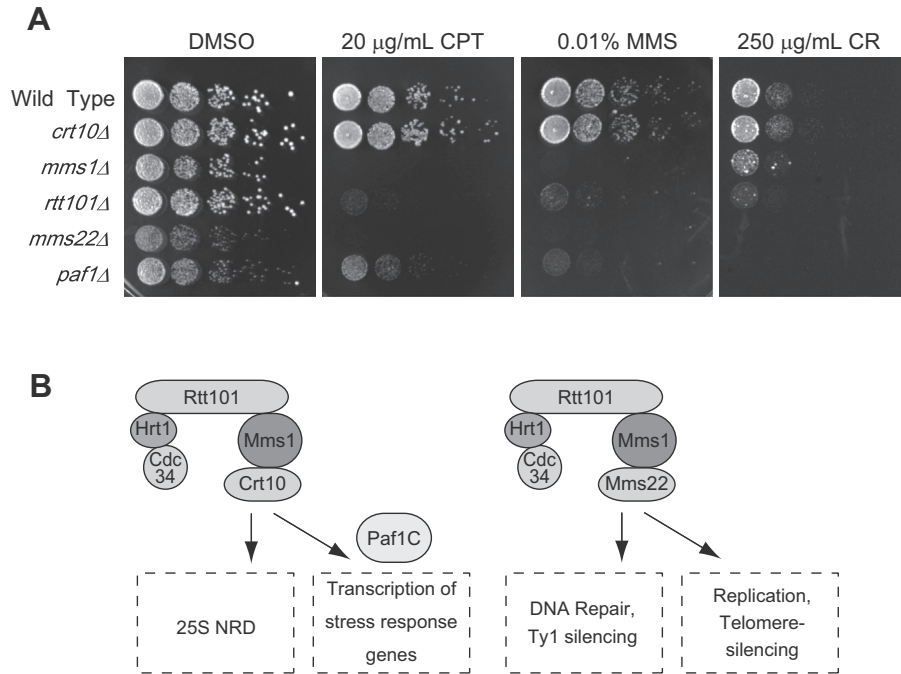 A
DMSO
20 µg/mL CPT
0.01% MMS
250 µg/mL CR
Wild Type
crt10Δ
mms1Δ
rtt101Δ
mms22Δ
paf1Δ
B
Rtt101
Hrt1
Mms1
Cdc
34
Crt10
Paf1C
25S NRD
Transcription of
stress response
genes
Rtt101
Hrt1
Mms1
Cdc
34
Mms22
DNA Repair,
Ty1 silencing
Replication,
Telomere-
silencing